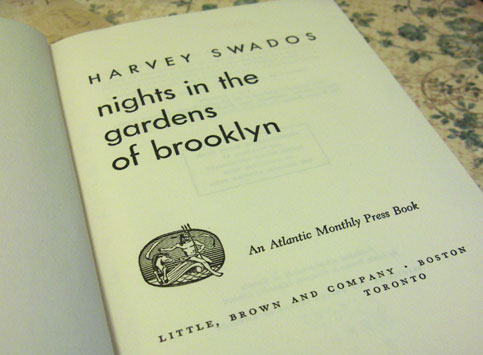 HARVEY SWADOS
nights in the
gardens
of brooklyn
An Atlantic Monthly Press Book
LITTLE, BROWN AND COMPANY · BOSTON
TORONTO